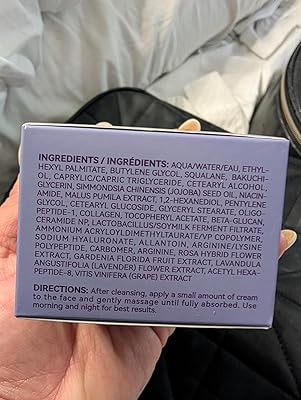 INGREDIENTS / INGRÉDIENTS: AQUA/WATER/EAU, ETHYL-
HEXYL PALMITATE, BUTYLENE GLYCOL, SQUALANE, BAKUCHI-
OL, CAPRYLIC/CAPRIC TRIGLYCERIDE, CETEARYL ALCOHOL,
GLYCERIN, SIMMONDSIA CHINENSIS (JOJOBA) SEED OIL, NIACIN-
AMIDE, MALUS PUMILA EXTRACT, 1,2-HEXANEDIOL, PENTYLENE
GLYCOL, CETEARYL GLUCOSIDE, GLYCERYL STEARATE, OLIGO-
PEPTIDE-1, COLLAGEN, TOCOPHERYL ACETATE, BETA-GLUCAN,
CERAMIDE NP, LACTOBACILLUS/SOYMILK FERMENT FILTRATE,
AMMONIUM ACRYLOYLDIMETHYLTAURATE/VP COPOLYMER,
SODIUM HYALURONATE, ALLANTOIN, ARGININE/LYSINE
POLYPEPTIDE, CARBOMER, ARGININE, ROSA HYBRID FLOWER
EXTRACT, GARDENIA FLORIDA FRUIT EXTRACT, LAVANDULA
ANGUSTIFOLIA (LAVENDER) FLOWER EXTRACT, ACETYL HEXA-
PEPTIDE-8, VITIS VINIFERA (GRAPE) EXTRACT
DIRECTIONS: After cleansing, apply a small amount of cream
to the face and gently massage until fully absorbed. Use
morning and night for best results.